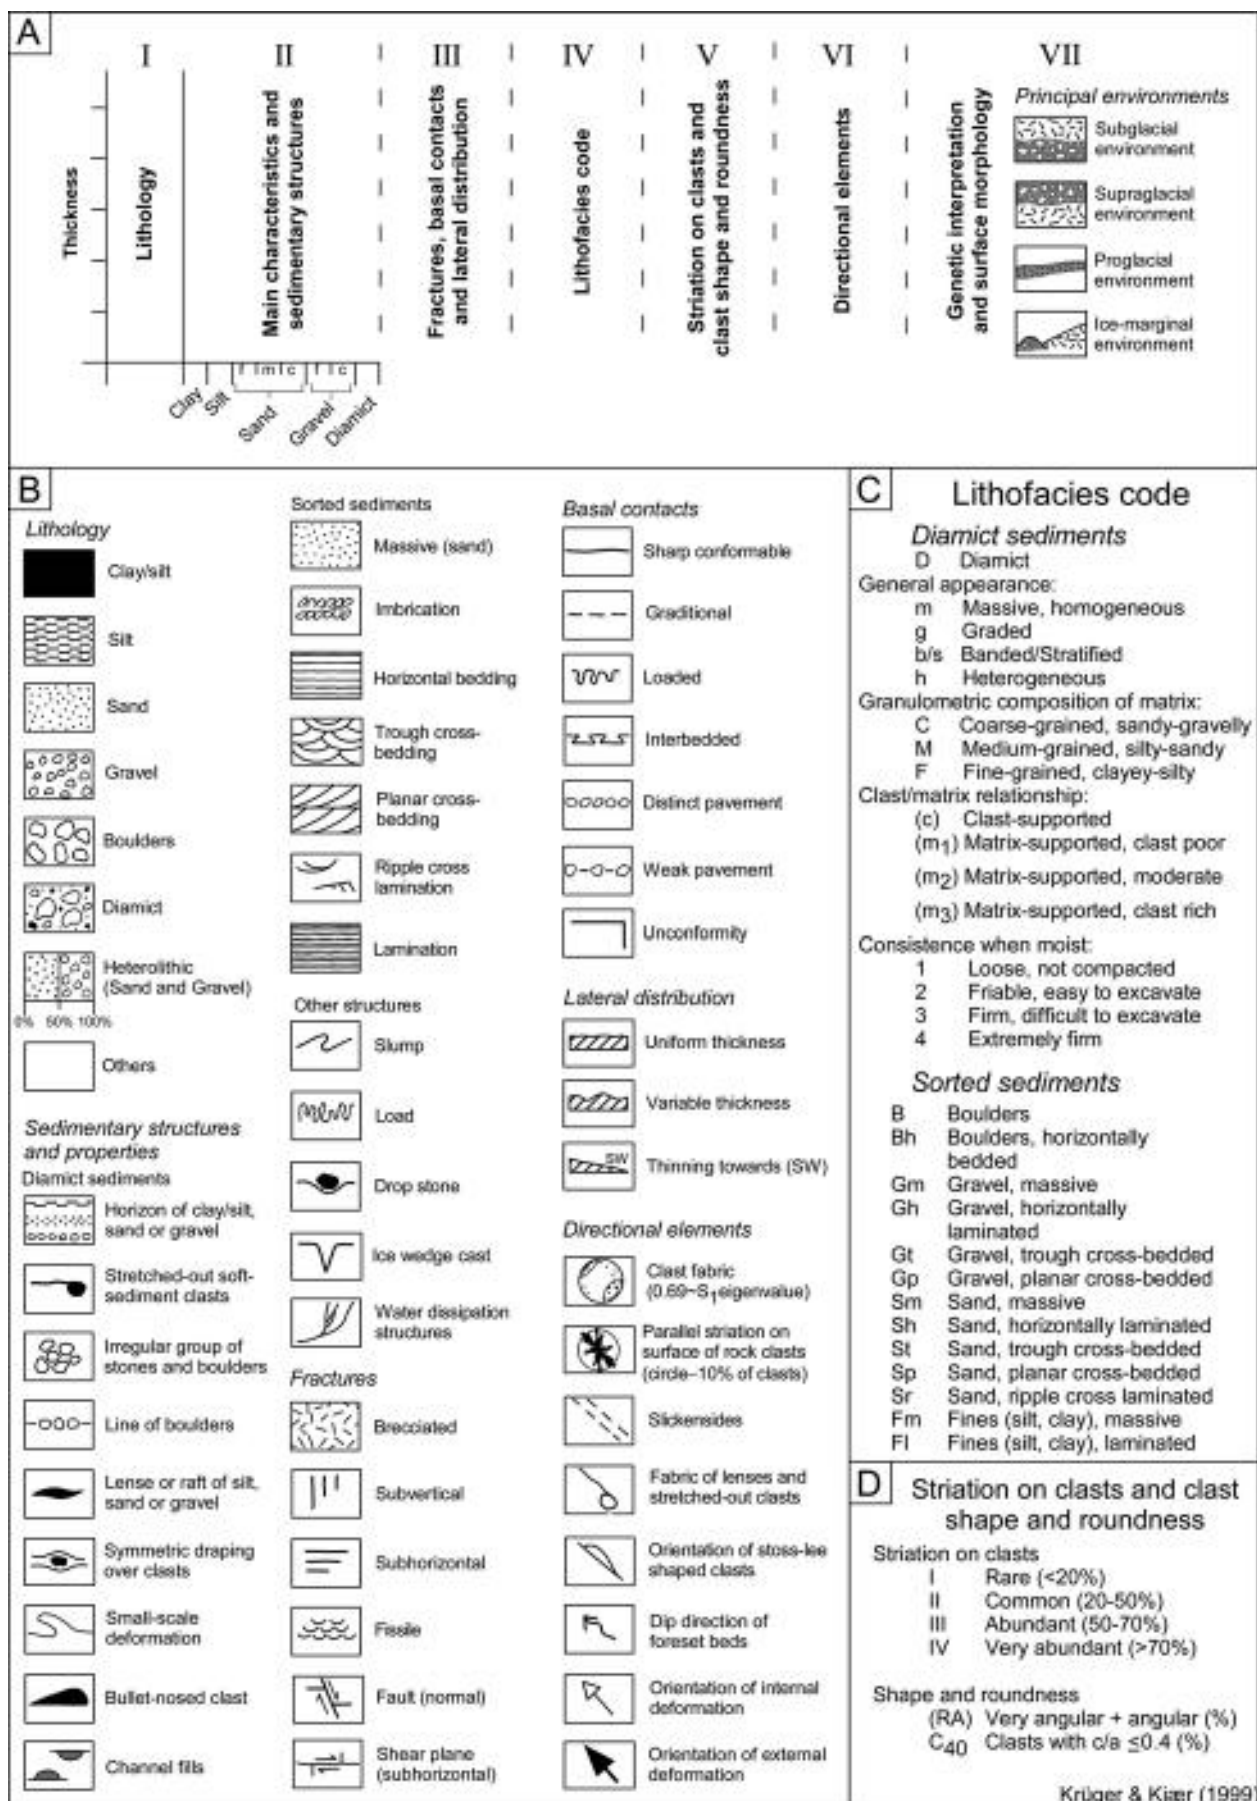 A
I
II
III
IV
V
VI
VII
Thickness
Lithology
Main characteristics and
sedimentary structures
Fractures, basal contacts
and lateral distribution
Lithofacies code
Striation on clasts and
clast shape and roundness
Directional elements
Genetic interpretation
and surface morphology
Principal environments
Subglacial
environment
Supraglacial
environment
Proglacial
environment
Ice-marginal
environment
f m c f c
Clay
Silt
Sand
Gravel
Diamict
B
Lithology
Clay/silt
Silt
Sand
Gravel
Boulders
Diamict
Heterolithic
(Sand and Gravel)
0% 50% 100%
Others
Sedimentary structures
and properties
Diamict sediments
Horizon of clay/silt,
sand or gravel
Stretched-out soft-
sediment clasts
Irregular group of
stones and boulders
Line of boulders
Lense or raft of silt,
sand or gravel
Symmetric draping
over clasts
Small-scale
deformation
Bullet-nosed clast
Channel fills
Sorted sediments
Massive (sand)
Imbrication
Horizontal bedding
Trough cross-
bedding
Planar cross-
bedding
Ripple cross
lamination
Lamination
Other structures
Slump
Load
Drop stone
Ice wedge cast
Water dissipation
structures
Fractures
Brecciated
Subvertical
Subhorizontal
Fissile
Fault (normal)
Shear plane
(subhorizontal)
Basal contacts
Sharp conformable
Graditional
Loaded
Interbedded
Distinct pavement
Weak pavement
Unconformity
Lateral distribution
Uniform thickness
Variable thickness
SW
Thinning towards (SW)
Directional elements
Clast fabric
(0.69~S1eigenvalue)
Parallel striation on
surface of rock clasts
(circle~10% of clasts)
Slickensides
Fabric of lenses and
stretched-out clasts
Orientation of stoss-lee
shaped clasts
Dip direction of
foreset beds
Orientation of internal
deformation
Orientation of external
deformation
C
Lithofacies code
Diamict sediments
D Diamict
General appearance:
m Massive, homogeneous
g Graded
b/s Banded/Stratified
h Heterogeneous
Granulometric composition of matrix:
C Coarse-grained, sandy-gravelly
M Medium-grained, silty-sandy
F Fine-grained, clayey-silty
Clast/matrix relationship:
(c) Clast-supported
(m1) Matrix-supported, clast poor
(m2) Matrix-supported, moderate
(m3) Matrix-supported, clast rich
Consistence when moist:
1 Loose, not compacted
2 Friable, easy to excavate
3 Firm, difficult to excavate
4 Extremely firm
Sorted sediments
B Boulders
Bh Boulders, horizontally
bedded
Gm Gravel, massive
Gh Gravel, horizontally
laminated
Gt Gravel, trough cross-bedded
Gp Gravel, planar cross-bedded
Sm Sand, massive
Sh Sand, horizontally laminated
St Sand, trough cross-bedded
Sp Sand, planar cross-bedded
Sr Sand, ripple cross laminated
Fm Fines (silt, clay), massive
Fl Fines (silt, clay), laminated
D
Striation on clasts and clast
shape and roundness
Striation on clasts
I Rare (<20%)
II Common (20-50%)
III Abundant (50-70%)
IV Very abundant (>70%)
Shape and roundness
(RA) Very angular + angular (%)
C40 Clasts with c/a ≤0.4 (%)
Krüger & Kjær (1999)